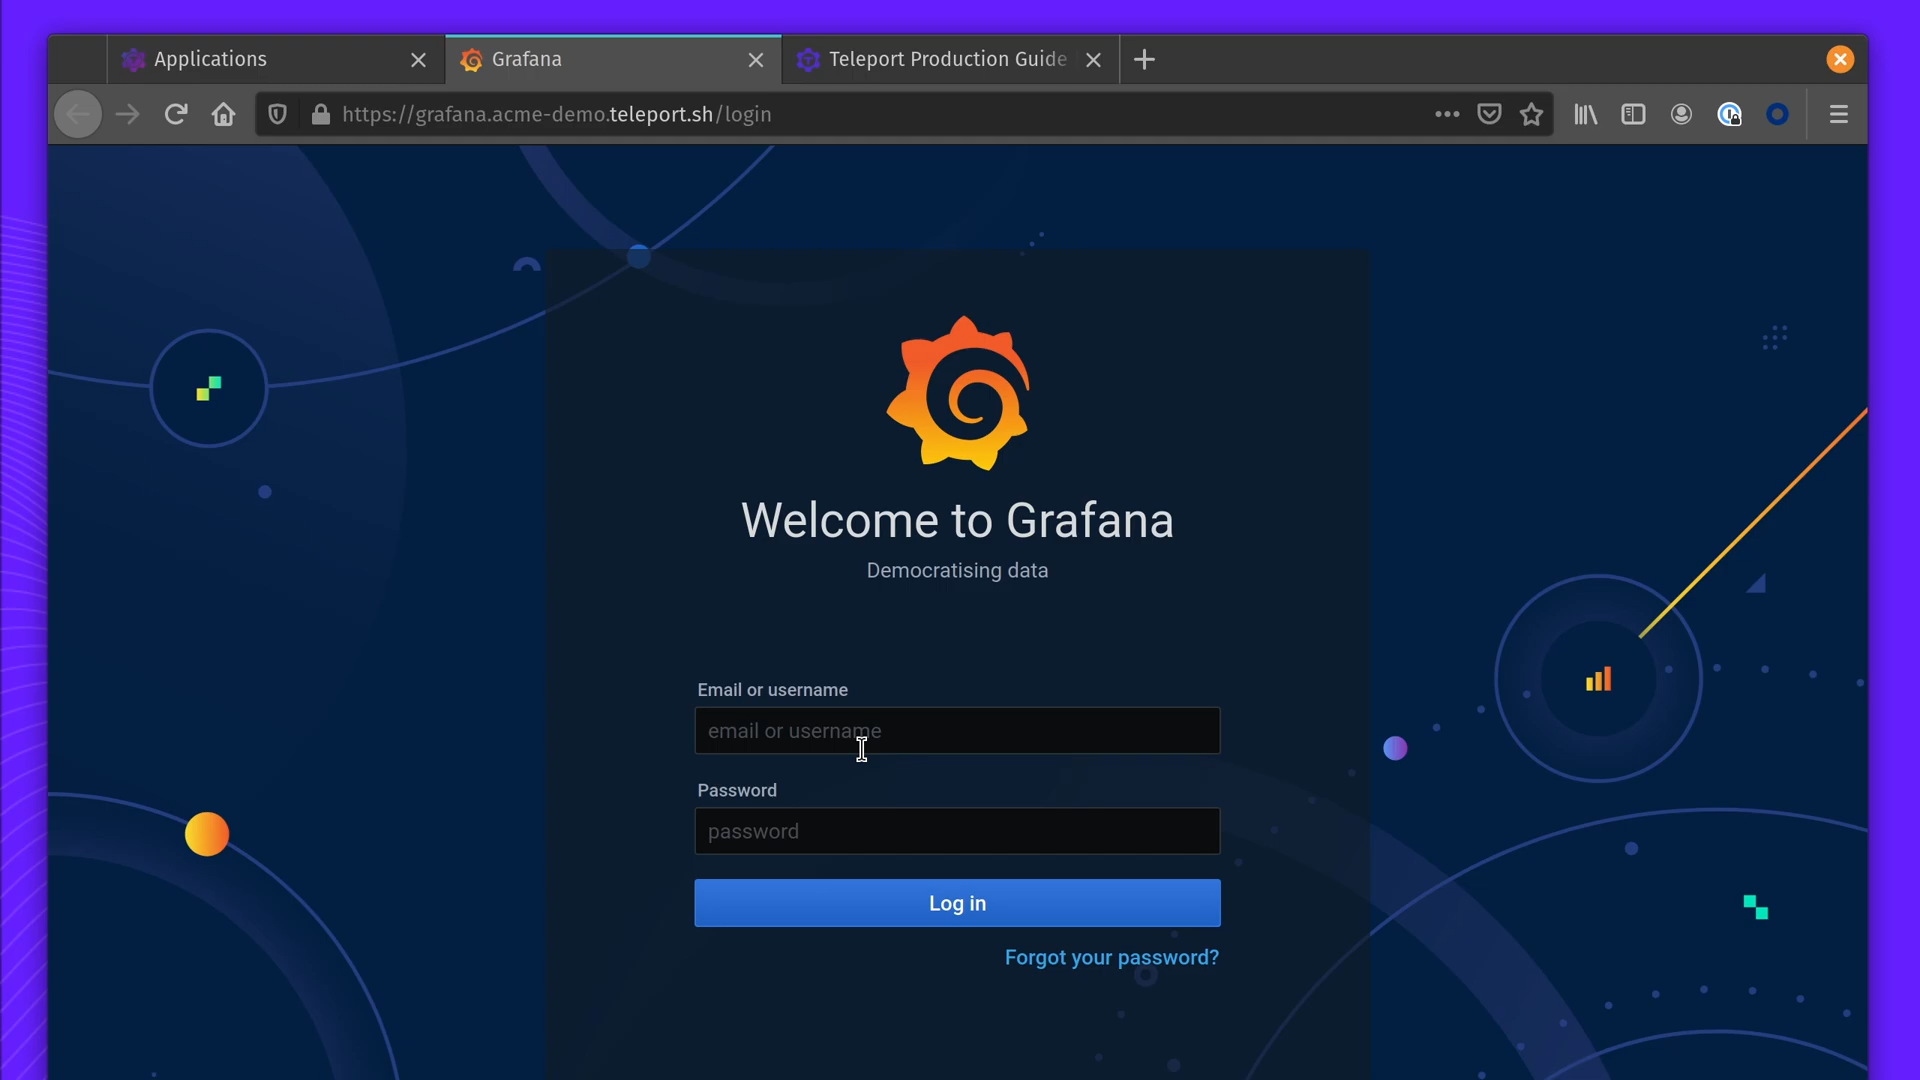 Applications
Grafana
Teleport Production Guide
https://grafana.acme-demo.teleport.sh/login
Welcome to Grafana
Democratising data
Email or username
email or username
Password
password
Log in
Forgot your password?